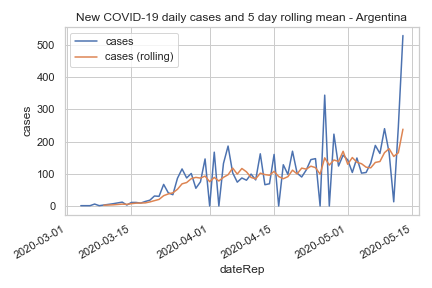 New COVID-19 daily cases and 5 day rolling mean - Argentina
cases
cases (rolling)
500
400
300
200
100
0
cases
2020-03-01
2020-03-15
2020-04-01
2020-04-15
2020-05-01
2020-05-15
dateRep